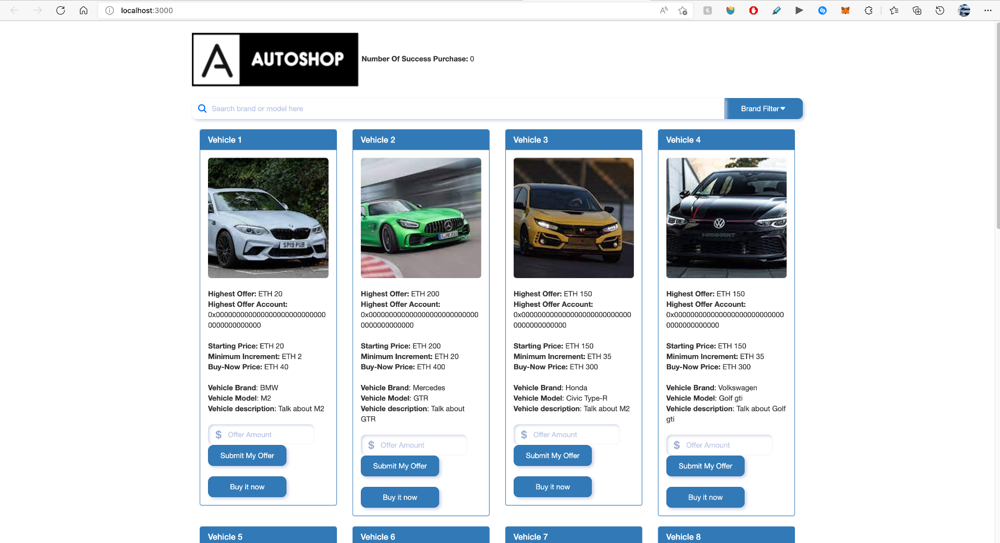 localhost:3000
A AUTOSHOP
Number Of Success Purchase: 0
Search brand or model here
Brand Filter
Vehicle 1
SP19 PUB
Highest Offer: ETH 20
Highest Offer Account:
0x000000000000000000000000000
0000000000000
Starting Price: ETH 20
Minimum Increment: ETH 2
Buy-Now Price: ETH 40
Vehicle Brand: BMW
Vehicle Model: M2
Vehicle description: Talk about M2
$ Offer Amount
Submit My Offer
Buy it now
Vehicle 2
Highest Offer: ETH 200
Highest Offer Account:
0x000000000000000000000000000
0000000000000
Starting Price: ETH 200
Minimum Increment: ETH 20
Buy-Now Price: ETH 400
Vehicle Brand: Mercedes
Vehicle Model: GTR
Vehicle description: Talk about
GTR
$ Offer Amount
Submit My Offer
Buy it now
Vehicle 3
Highest Offer: ETH 150
Highest Offer Account:
0x000000000000000000000000000
0000000000000
Starting Price: ETH 150
Minimum Increment: ETH 35
Buy-Now Price: ETH 300
Vehicle Brand: Honda
Vehicle Model: Civic Type-R
Vehicle description: Talk about M2
$ Offer Amount
Submit My Offer
Buy it now
Vehicle 4
MANHART
Highest Offer: ETH 150
Highest Offer Account:
0x000000000000000000000000000
0000000000000
Starting Price: ETH 150
Minimum Increment: ETH 35
Buy-Now Price: ETH 300
Vehicle Brand: Volkswagen
Vehicle Model: Golf gti
Vehicle description: Talk about Golf
gti
$ Offer Amount
Submit My Offer
Buy it now
Vehicle 5
Vehicle 6
Vehicle 7
Vehicle 8